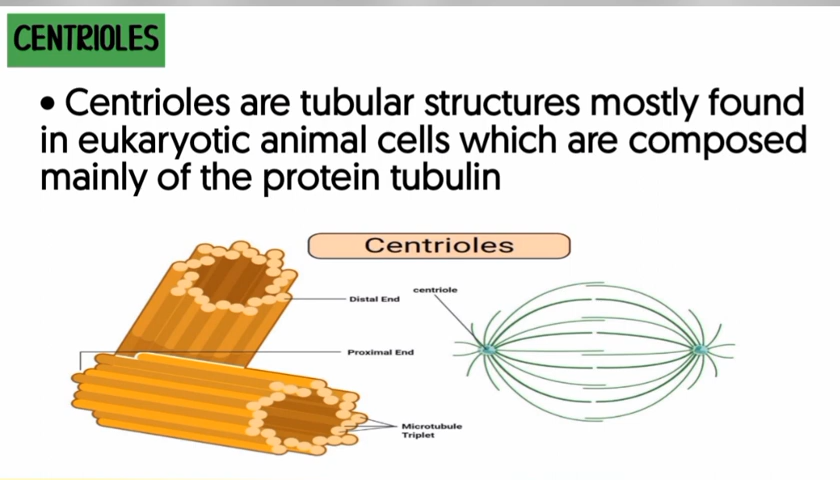 CENTRIOLES
• Centrioles are tubular structures mostly found
in eukaryotic animal cells which are composed
mainly of the protein tubulin
Centrioles
Distal End
centriole
Proximal End
Microtubule
Triplet